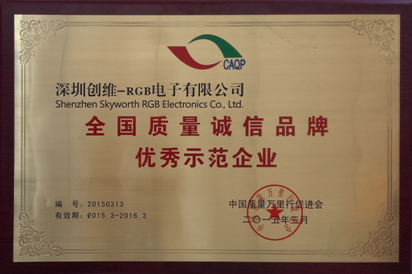 CAQP
深圳创维-RGB电子有限公司
Shenzhen Skyworth RGB Electronics Co., Ltd.
全国质量诚信品牌
优秀示范企业
编 号：20150313
有效期：2015.3-2016.3
中国质量万里行促进会
二〇一五年三月